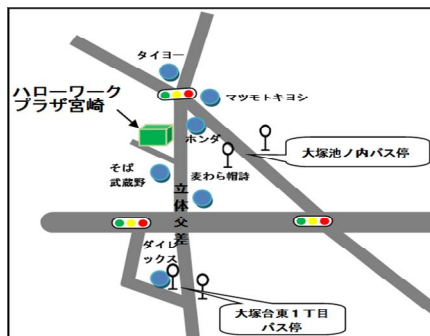 タイヨー
ハローワーク
プラザ宮崎
マツモトキヨシ
ホンダ
大塚池ノ内バス停
そば
武蔵野
麦わら帽詩
立体交差
ダイレ
ックス
大塚台東１丁目
バス停